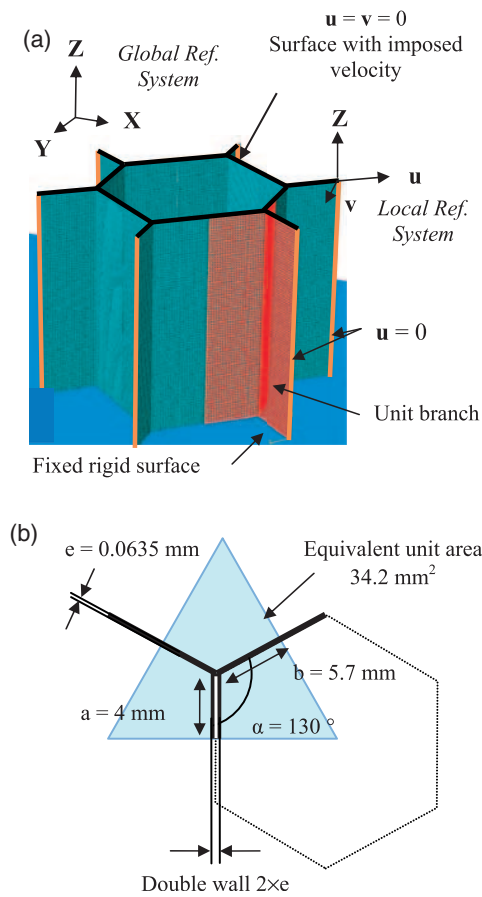 (a)
u = v = 0
Surface with imposed
velocity
Global Ref.
System
Z
X
Y
Z
u
v
Local Ref.
System
u = 0
Unit branch
Fixed rigid surface
(b)
e = 0.0635 mm
Equivalent unit area
34.2 mm²
b = 5.7 mm
a = 4 mm
α = 130 °
Double wall 2×e